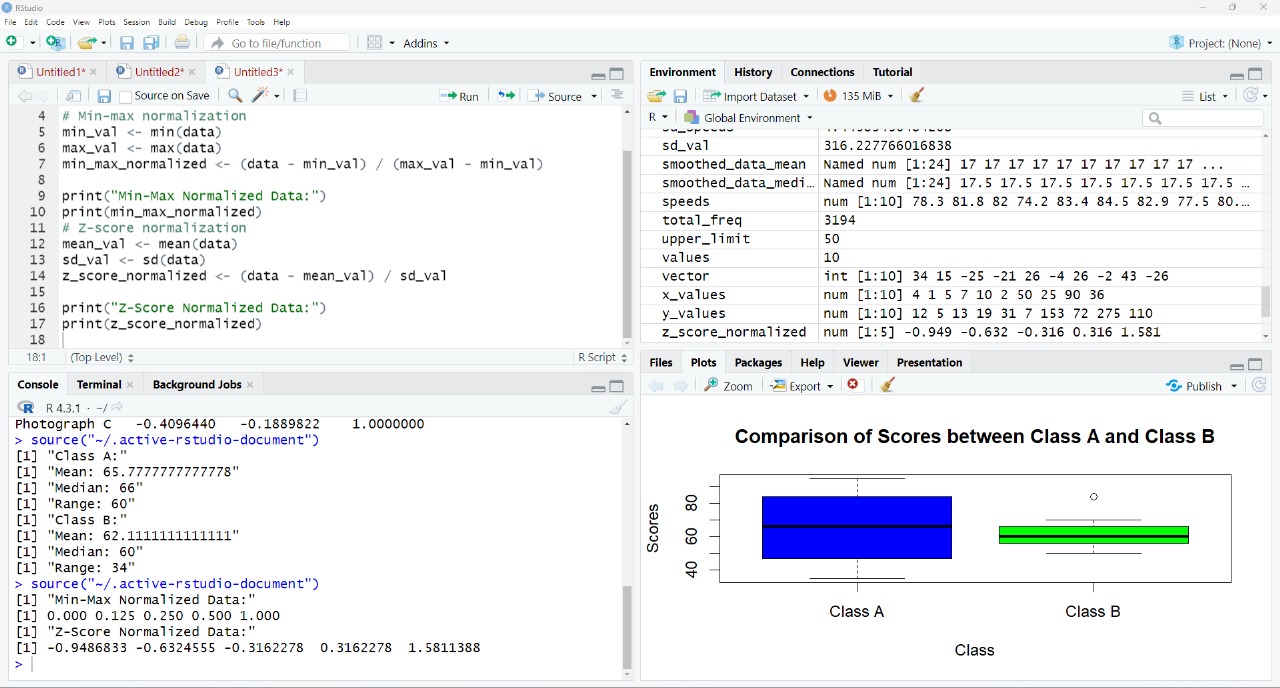 RStudio
File Edit Code View Plots Session Build Debug Profile Tools Help
Go to file/function Addins Project: (None)
Untitled1* Untitled2* Untitled3*
Source on Save Run Source
4 # Min-max normalization
5 min_val <- min(data)
6 max_val <- max(data)
7 min_max_normalized <- (data - min_val) / (max_val - min_val)
8
9 print("Min-Max Normalized Data:")
10 print(min_max_normalized)
11 # Z-score normalization
12 mean_val <- mean(data)
13 sd_val <- sd(data)
14 z_score_normalized <- (data - mean_val) / sd_val
15
16 print("Z-Score Normalized Data:")
17 print(z_score_normalized)
18
18:1 (Top Level) R Script
Console Terminal Background Jobs
R 4.3.1 · ~/
Photograph C -0.4096440 -0.1889822 1.0000000
> source("~/.active-rstudio-document")
[1] "Class A:"
[1] "Mean: 65.7777777777778"
[1] "Median: 66"
[1] "Range: 60"
[1] "Class B:"
[1] "Mean: 62.1111111111111"
[1] "Median: 60"
[1] "Range: 34"
> source("~/.active-rstudio-document")
[1] "Min-Max Normalized Data:"
[1] 0.000 0.125 0.250 0.500 1.000
[1] "Z-Score Normalized Data:"
[1] -0.9486833 -0.6324555 -0.3162278 0.3162278 1.5811388
>
Environment History Connections Tutorial
Import Dataset 135 MiB List
R Global Environment
sd_val 316.227766016838
smoothed_data_mean Named num [1:24] 17 17 17 17 17 17 17 17 17 17 ...
smoothed_data_medi… Named num [1:24] 17.5 17.5 17.5 17.5 17.5 17.5 17.5 …
speeds num [1:10] 78.3 81.8 82 74.2 83.4 84.5 82.9 77.5 80.…
total_freq 3194
upper_limit 50
values 10
vector int [1:10] 34 15 -25 -21 26 -4 26 -2 43 -26
x_values num [1:10] 4 1 5 7 10 2 50 25 90 36
y_values num [1:10] 12 5 13 19 31 7 153 72 275 110
z_score_normalized num [1:5] -0.949 -0.632 -0.316 0.316 1.581
Files Plots Packages Help Viewer Presentation
Zoom Export Publish
Comparison of Scores between Class A and Class B
Scores
80
60
40
Class A Class B
Class